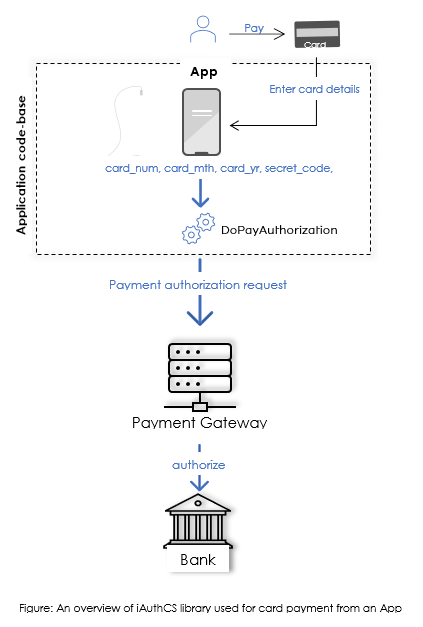 Pay
Card
App
Enter card details
Application code-base
card_num, card_mth, card_yr, secret_code,
DoPayAuthorization
Payment authorization request
Payment Gateway
authorize
Bank
Figure: An overview of iAuthCS library used for card payment from an App